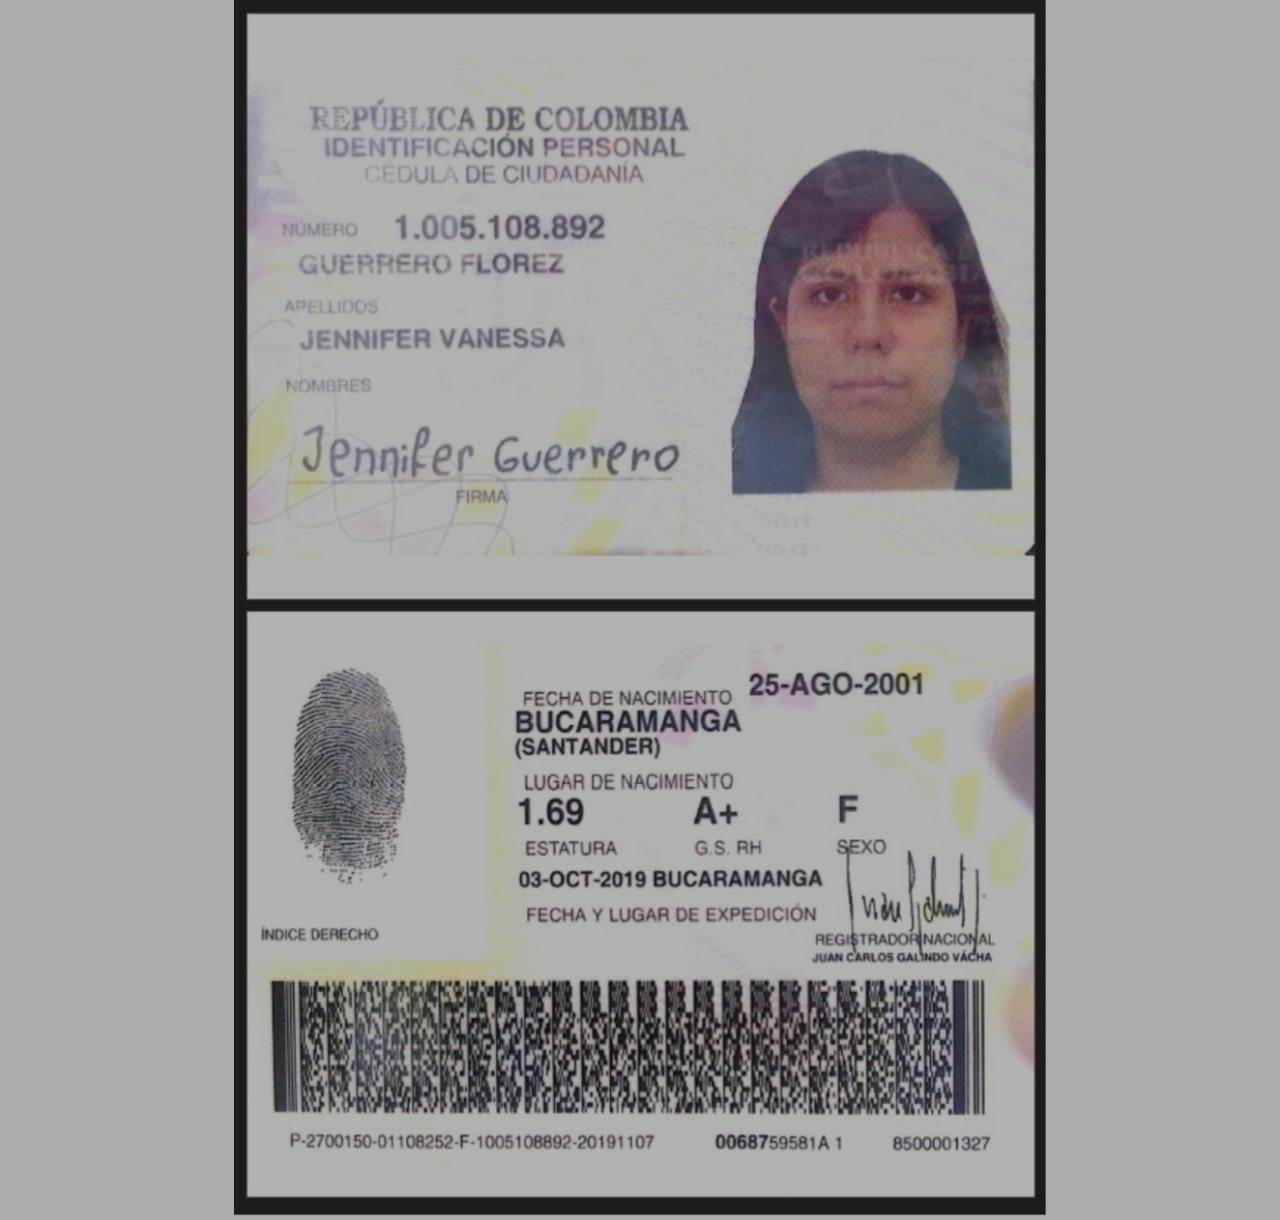 REPÚBLICA DE COLOMBIA
IDENTIFICACIÓN PERSONAL
CÉDULA DE CIUDADANÍA
NÚMERO 1.005.108.892
GUERRERO FLOREZ
APELLIDOS
JENNIFER VANESSA
NOMBRES
Jennifer Guerrero
FIRMA
25-AGO-2001
FECHA DE NACIMIENTO
BUCARAMANGA
(SANTANDER)
LUGAR DE NACIMIENTO
1.69 A+ F
ESTATURA G.S. RH SEXO
03-OCT-2019 BUCARAMANGA
FECHA Y LUGAR DE EXPEDICIÓN
ÍNDICE DERECHO
REGISTRADOR NACIONAL
JUAN CARLOS GALINDO VÁCHA
P-2700150-01108252-F-1005108892-20191107 0068759581A 1 8500001327